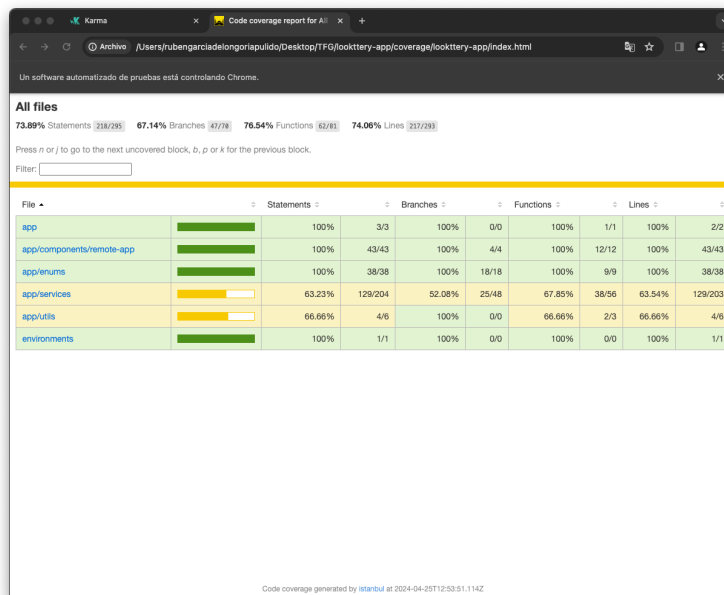 Karma
Code coverage report for All
Archivo /Users/rubengarciadelongoriapulido/Desktop/TFG/lookttery-app/coverage/lookttery-app/index.html
Un software automatizado de pruebas está controlando Chrome.
All files
73.89% Statements 218/295 67.14% Branches 47/70 76.54% Functions 62/81 74.06% Lines 217/293
Press n or j to go to the next uncovered block, b, p or k for the previous block.
Filter:
File Statements Branches Functions Lines
app 100% 3/3 100% 0/0 100% 1/1 100% 2/2
app/components/remote-app 100% 43/43 100% 4/4 100% 12/12 100% 43/43
app/enums 100% 38/38 100% 18/18 100% 9/9 100% 38/38
app/services 63.23% 129/204 52.08% 25/48 67.85% 38/56 63.54% 129/203
app/utils 66.66% 4/6 100% 0/0 66.66% 2/3 66.66% 4/6
environments 100% 1/1 100% 0/0 100% 0/0 100% 1/1
Code coverage generated by istanbul at 2024-04-25T12:53:51.114Z